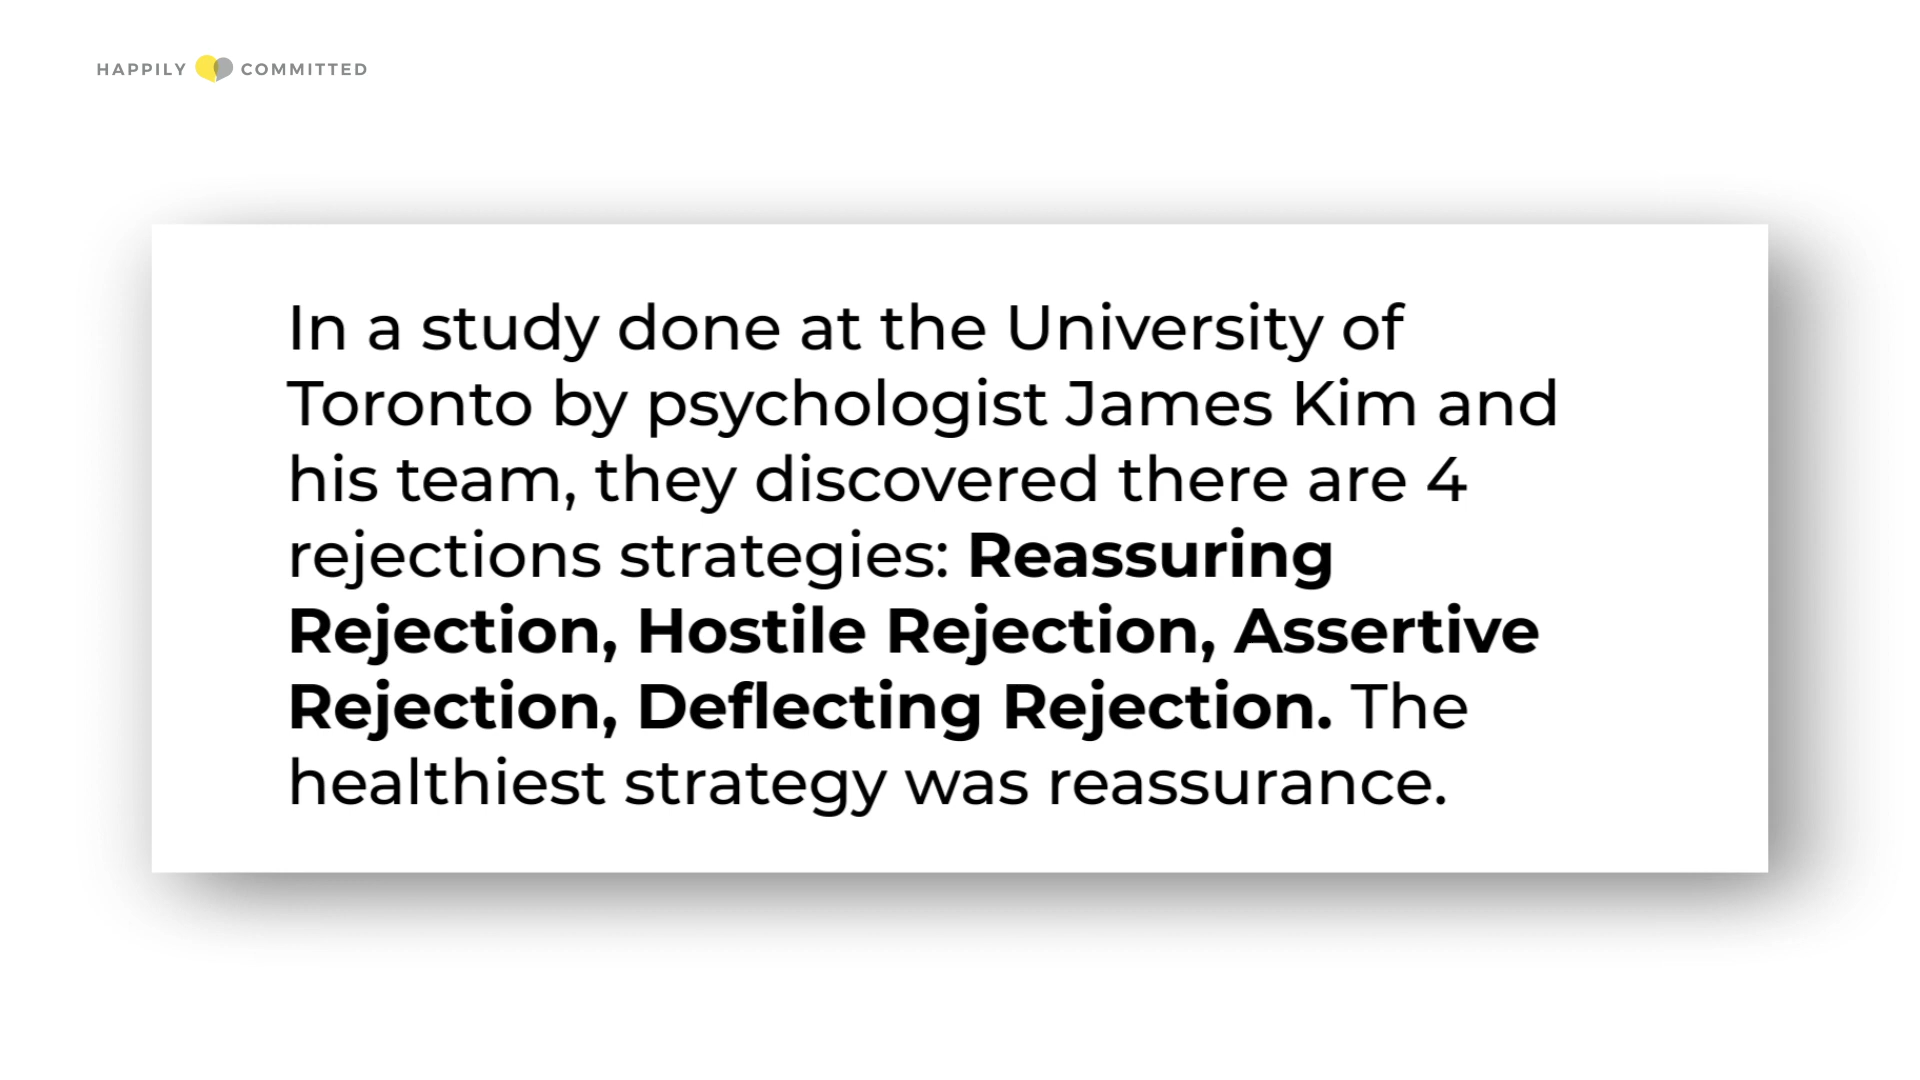 HAPPILY COMMITTED
In a study done at the University of
Toronto by psychologist James Kim and
his team, they discovered there are 4
rejections strategies: Reassuring
Rejection, Hostile Rejection, Assertive
Rejection, Deflecting Rejection. The
healthiest strategy was reassurance.